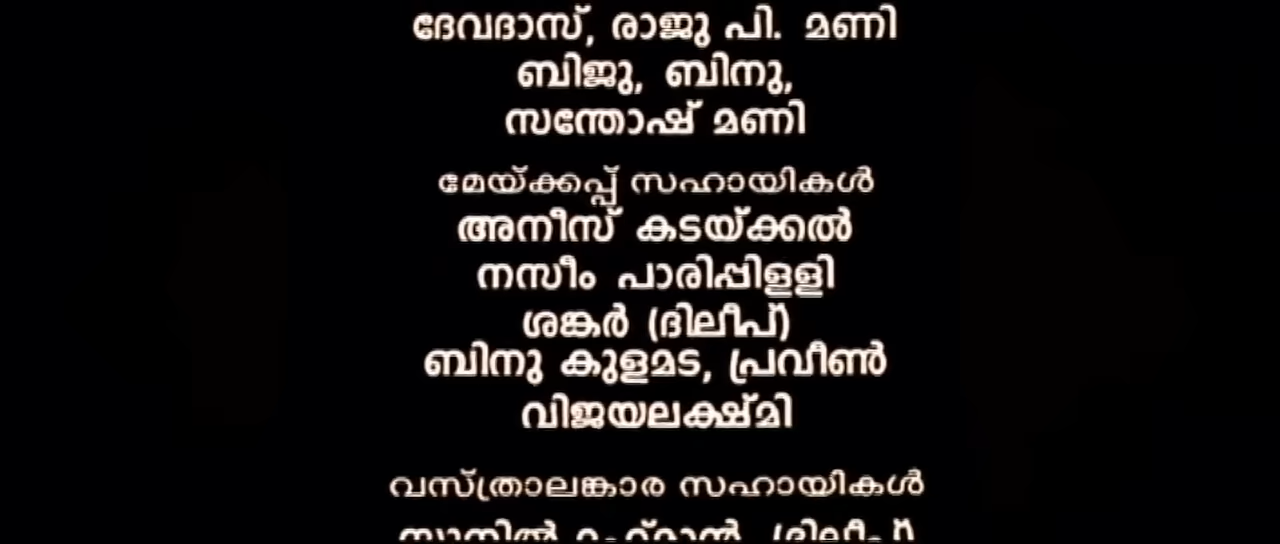 ദേവദാസ്, രാജു പി. മണി
ബിജു, ബിനു,
സന്തോഷ് മണി
മേയ്ക്കപ്പ് സഹായികൾ
അനീസ് കടയ്ക്കൽ
നസീം പാരിപ്പിളളി
ശങ്കർ (ദിലീപ്)
ബിനു കുളമട, പ്രവീൺ
വിജയലക്ഷ്മി
വസ്ത്രാലങ്കാര സഹായികൾ